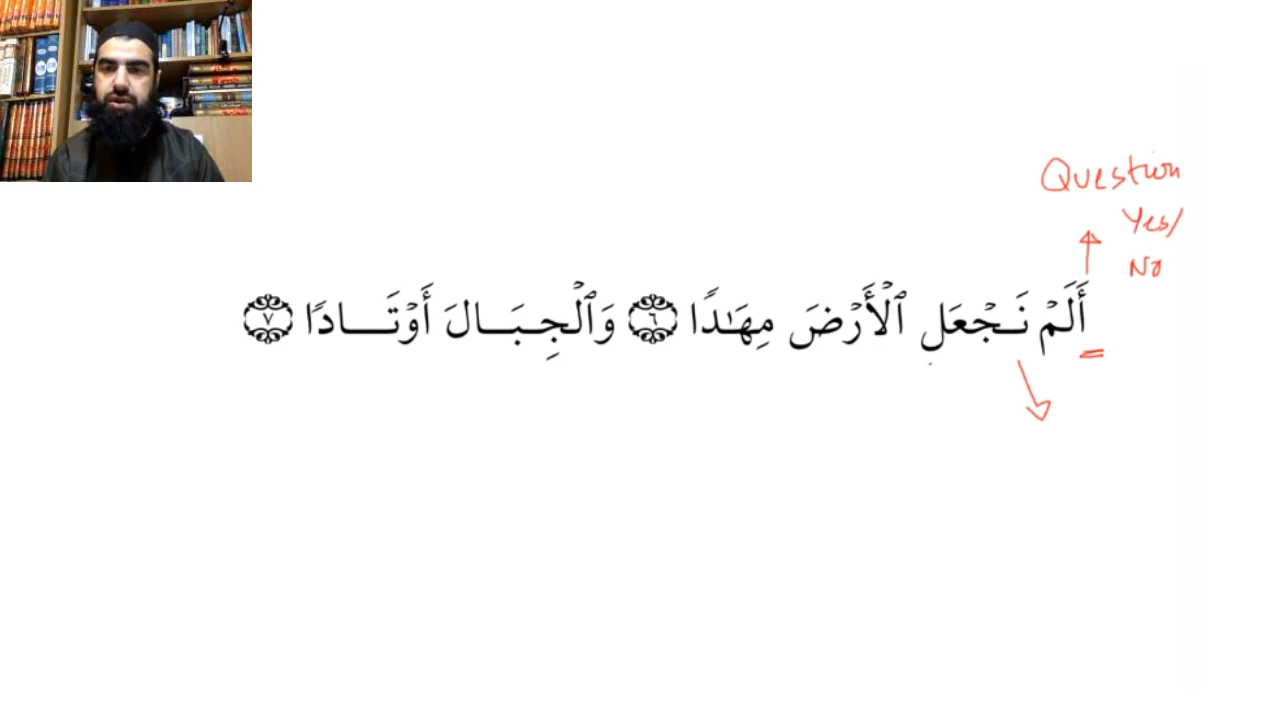 Question
Yes/
No
أَلَمۡ نَجۡعَلِ ٱلۡأَرۡضَ مِهَـٰدًا ٦ وَٱلۡجِبَالَ أَوۡتَادًا ٧